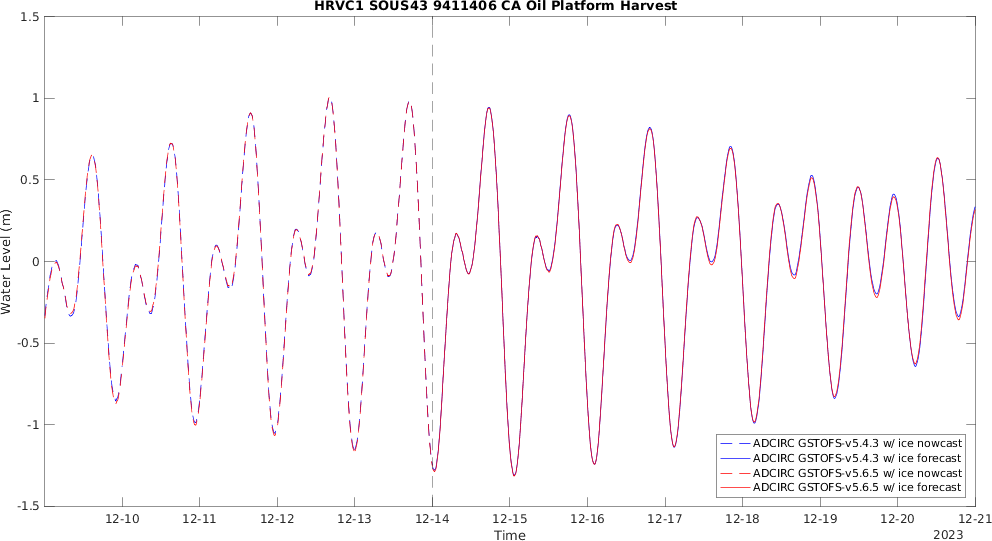 HRVC1 SOUS43 9411406 CA Oil Platform Harvest
1.5
1
0.5
0
-0.5
-1
-1.5
Water Level (m)
12-10 12-11 12-12 12-13 12-14 12-15 12-16 12-17 12-18 12-19 12-20 12-21
Time
2023
ADCIRC GSTOFS-v5.4.3 w/ ice nowcast
ADCIRC GSTOFS-v5.4.3 w/ ice forecast
ADCIRC GSTOFS-v5.6.5 w/ ice nowcast
ADCIRC GSTOFS-v5.6.5 w/ ice forecast